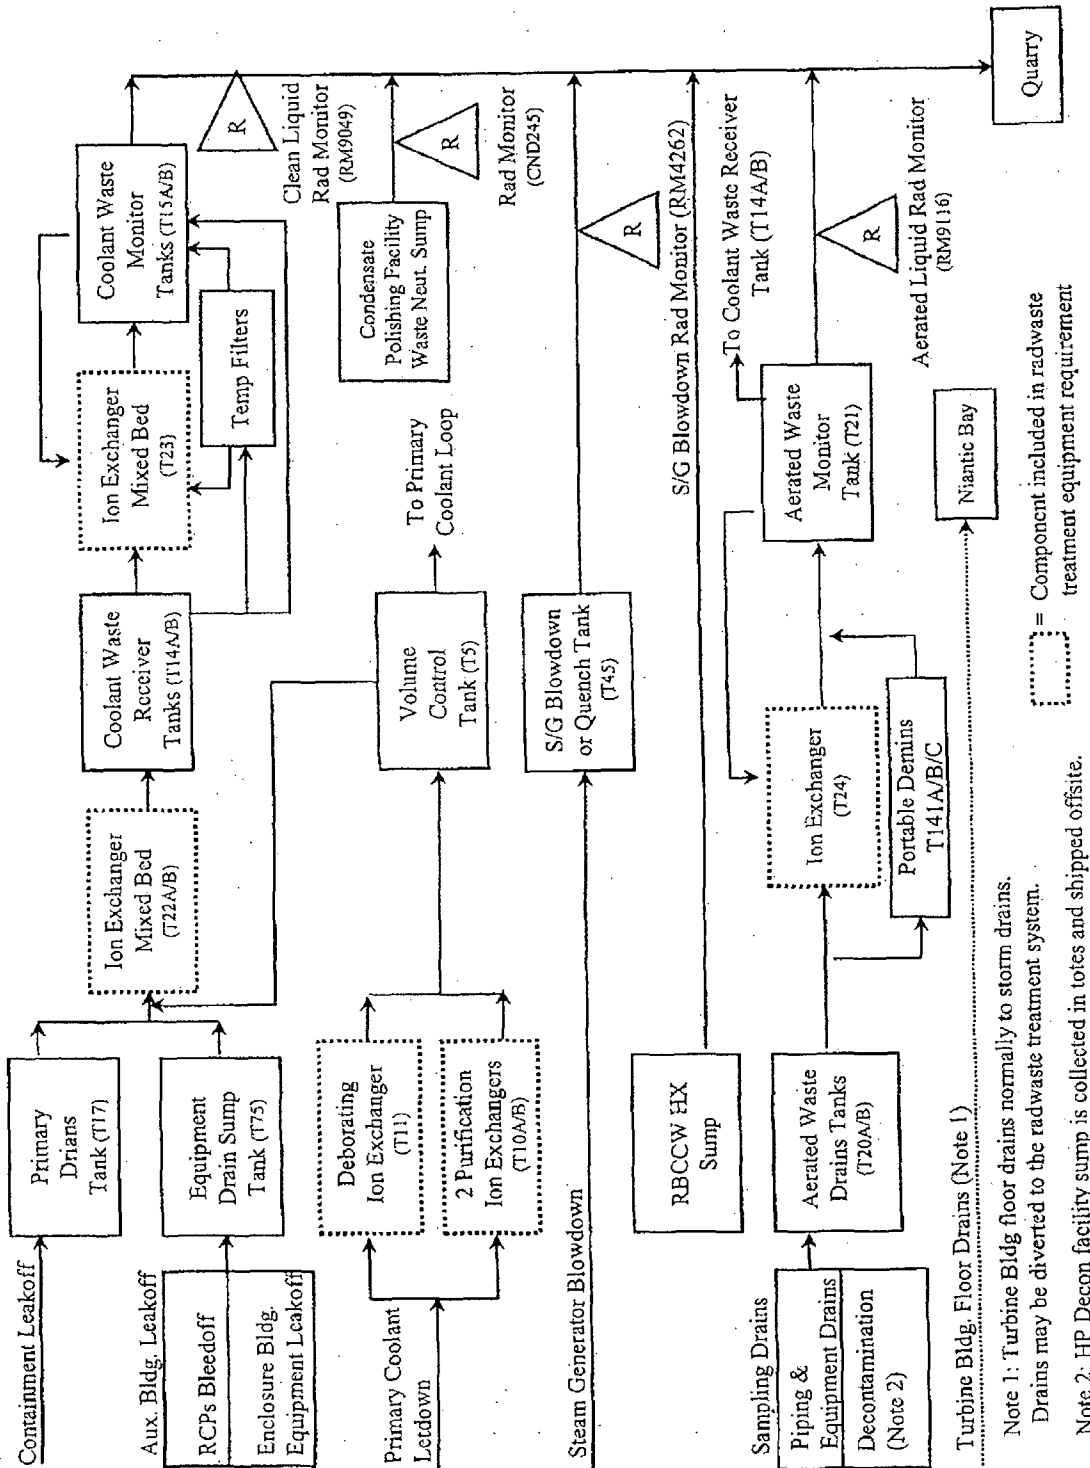 Containment Leakoff
Primary
Drians
Tank (T17)
Aux. Bldg. Leakoff
RCPs Bleedoff
Enclosure Bldg.
Equipment Leakoff
Equipment
Drain Sump
Tank (T75)
Ion Exchanger
Mixed Bed
(T22A/B)
Coolant Waste
Receiver
Tanks (T14A/B)
Ion Exchanger
Mixed Bed
(T23)
Temp Filters
Coolant Waste
Monitor
Tanks (T15A/B)
R
Clean Liquid
Rad Monitor
(RM9049)
Primary Coolant
Letdown
Deborating
Ion Exchanger
(T11)
2 Purification
Ion Exchangers
(T10A/B)
Volume
Control
Tank (T5)
To Primary
Coolant Loop
Condensate
Polishing Facility
Waste Neut. Sump
R
Rad Monitor
(CND245)
Steam Generator Blowdown
S/G Blowdown
or Quench Tank
(T45)
R
S/G Blowdown Rad Monitor (RM4262)
RBCCW HX
Sump
Sampling Drains
Piping &
Equipment Drains
Decontamination
(Note 2)
Aerated Waste
Drains Tanks
(T20A/B)
Ion Exchanger
(T24)
Portable Demins
T141A/B/C
Aerated Waste
Monitor
Tank (T21)
To Coolant Waste Receiver
Tank (T14A/B)
R
Aerated Liquid Rad Monitor
(RM9116)
Quarry
Turbine Bldg. Floor Drains (Note 1)
Niantic Bay
Note 1: Turbine Bldg floor drains normally to storm drains.
Drains may be diverted to the radwaste treatment system.
Note 2: HP Decon facility sump is collected in totes and shipped offsite.
= Component included in radwaste
treatment equipment requirement